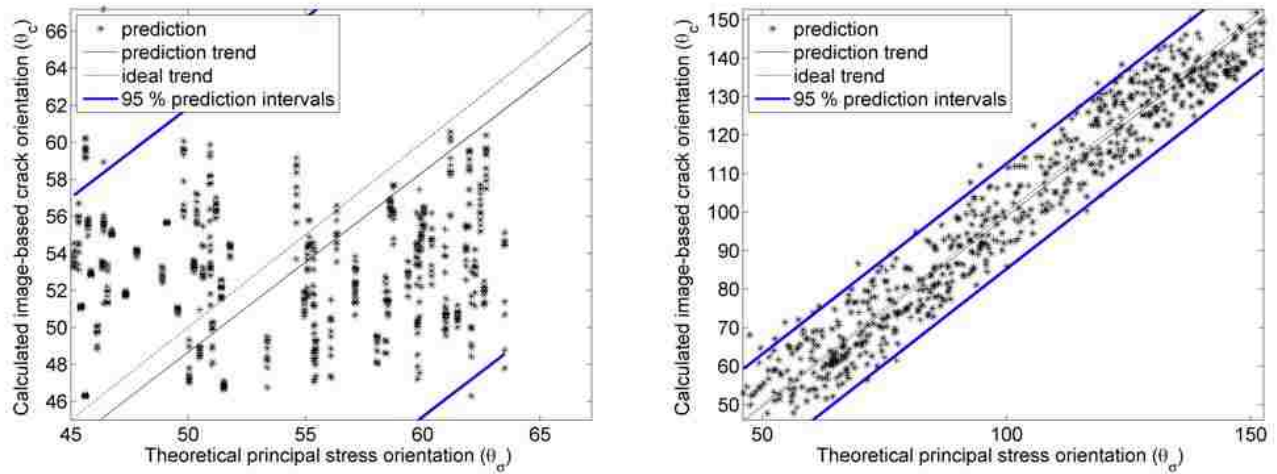 Calculated image-based crack orientation (θc)
66
64
62
60
58
56
54
52
50
48
46
prediction
prediction trend
ideal trend
95 % prediction intervals
45 50 55 60 65
Theoretical principal stress orientation (θσ)
Calculated image-based crack orientation (θc)
150
140
130
120
110
100
90
80
70
60
50
prediction
prediction trend
ideal trend
95 % prediction intervals
50 100 150
Theoretical principal stress orientation (θσ)